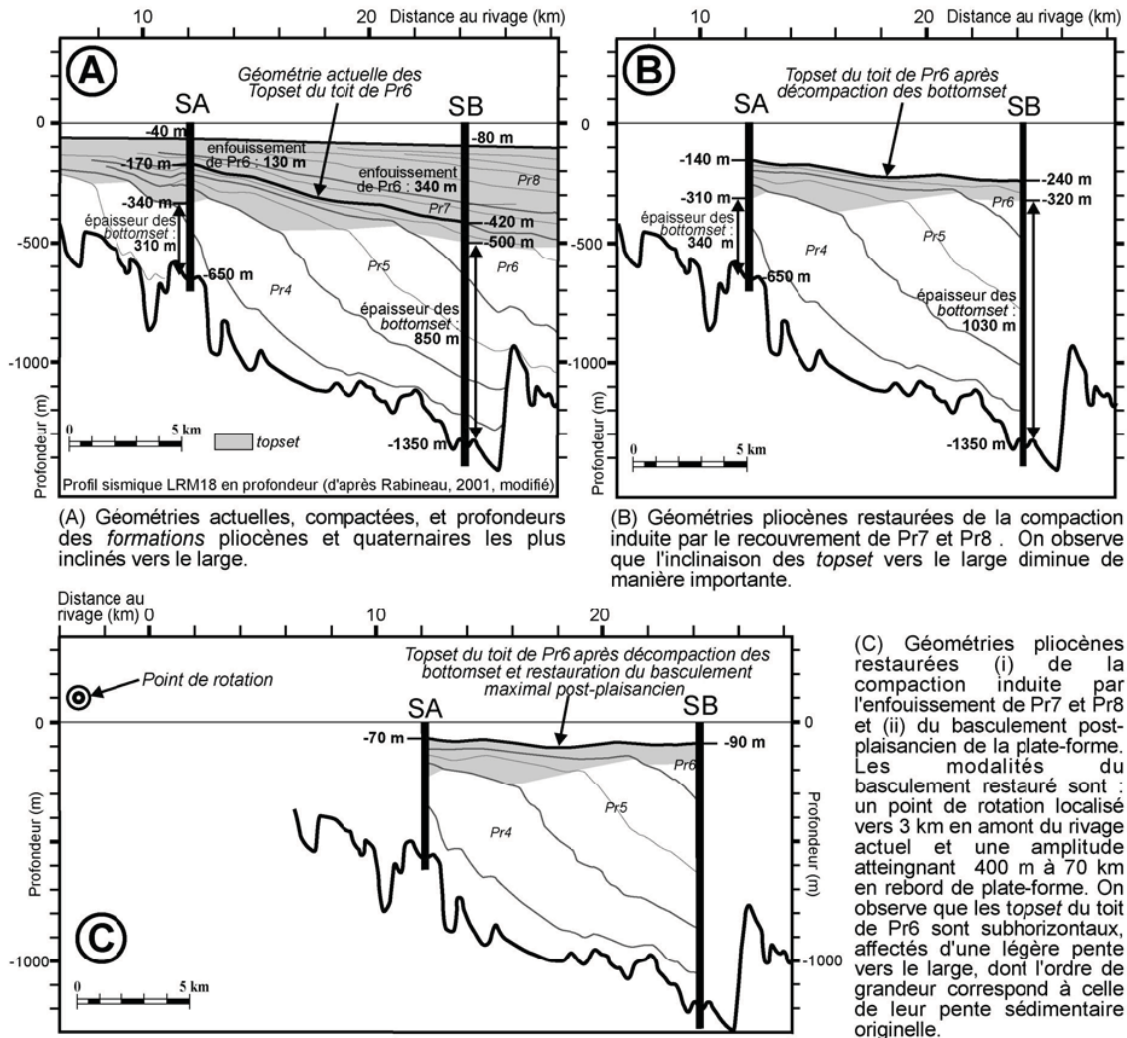 10 20 Distance au rivage (km)
A
Géométrie actuelle des
Topset du toit de Pr6
SA
SB
0
-40 m
-80 m
enfouissement
de Pr6 : 130 m
-170 m
enfouissement
de Pr6 : 340 m
Pr8
Pr7
-340 m
-420 m
épaisseur des
bottomset :
310 m
-500
-500 m
Pr5
Pr6
-650 m
Pr4
épaisseur des
bottomset :
850 m
-1000
Profondeur (m)
0 5 km
topset
-1350 m
Profil sismique LRM18 en profondeur (d'après Rabineau, 2001, modifié)
(A) Géométries actuelles, compactées, et profondeurs
des formations pliocènes et quaternaires les plus
inclinés vers le large.
10 Distance au rivage (km) 20
B
Topset du toit de Pr6 après
décompaction des bottomset
SA
SB
0
0
-140 m
-240 m
Pr6
-310 m
-320 m
épaisseur des
bottomset :
340 m
-500
Pr5
Pr4
-650 m
épaisseur des
bottomset :
1030 m
-1000
Profondeur (m)
0 5 km
-1350 m
(B) Géométries pliocènes restaurées de la compaction
induite par le recouvrement de Pr7 et Pr8 . On observe
que l'inclinaison des topset vers le large diminue de
manière importante.
Distance au
rivage (km) 0 10 20
Point de rotation
Topset du toit de Pr6 après décompaction des
bottomset et restauration du basculement
maximal post-plaisancien
SA
SB
0
0
-70 m
-90 m
Pr6
Pr5
Pr4
Profondeur (m)
Profondeur (m)
C
-1000
-1000
0 5 km
(C) Géométries pliocènes
restaurées (i) de la
compaction induite par
l'enfouissement de Pr7 et Pr8
et (ii) du basculement post-
plaisancien de la plate-forme.
Les modalités du
basculement restauré sont :
un point de rotation localisé
vers 3 km en amont du rivage
actuel et une amplitude
atteingnant 400 m à 70 km
en rebord de plate-forme. On
observe que les topset du toit
de Pr6 sont subhorizontaux,
affectés d'une légère pente
vers le large, dont l'ordre de
grandeur correspond à celle
de leur pente sédimentaire
originelle.